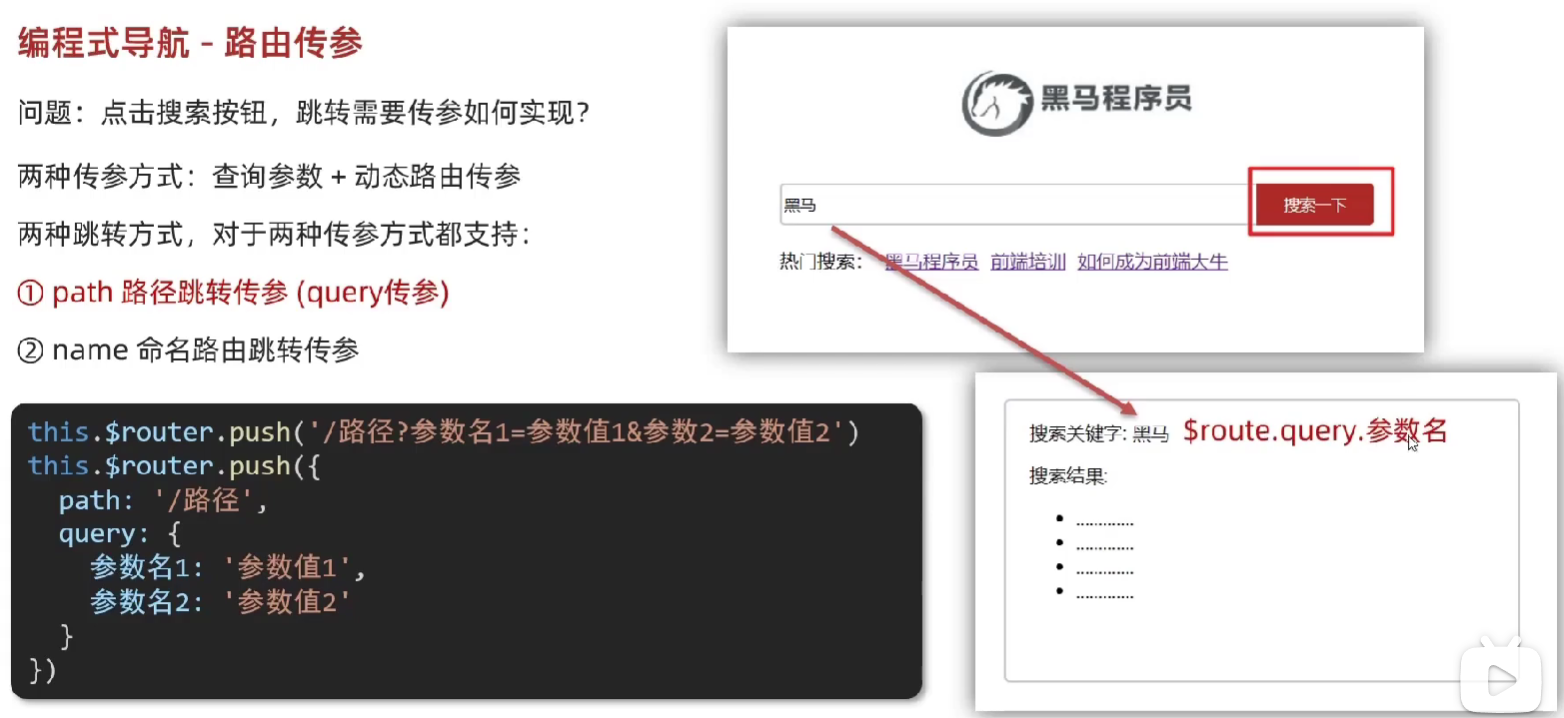 编程式导航 - 路由传参
问题：点击搜索按钮，跳转需要传参如何实现？
两种传参方式：查询参数 + 动态路由传参
两种跳转方式，对于两种传参方式都支持：
① path 路径跳转传参 (query传参)
② name 命名路由跳转传参
this.$router.push('/路径?参数名1=参数值1&参数2=参数值2')
this.$router.push({
  path: '/路径',
  query: {
    参数名1: '参数值1',
    参数名2: '参数值2'
  }
})
黑马程序员
黑马
搜索一下
热门搜索： 黑马程序员 前端培训 如何成为前端大牛
搜索关键字: 黑马 $route.query.参数名
搜索结果:
• ............
• ............
• ............
• ............